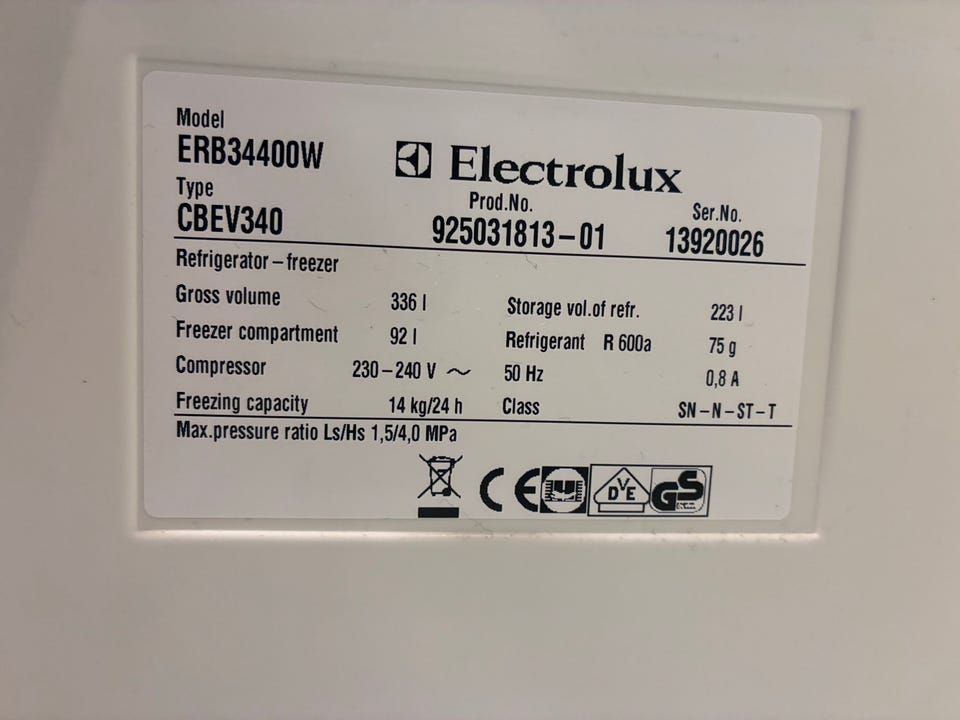 Model
ERB34400W
Electrolux
Type
CBEV340
Prod.No.
925031813–01
Ser.No.
13920026
Refrigerator–freezer
Gross volume 336 l Storage vol.of refr. 223 l
Freezer compartment 92 l Refrigerant R 600a 75 g
Compressor 230–240 V ~ 50 Hz 0,8 A
Freezing capacity 14 kg/24 h Class SN–N–ST–T
Max.pressure ratio Ls/Hs 1,5/4,0 MPa
CE DVE GS